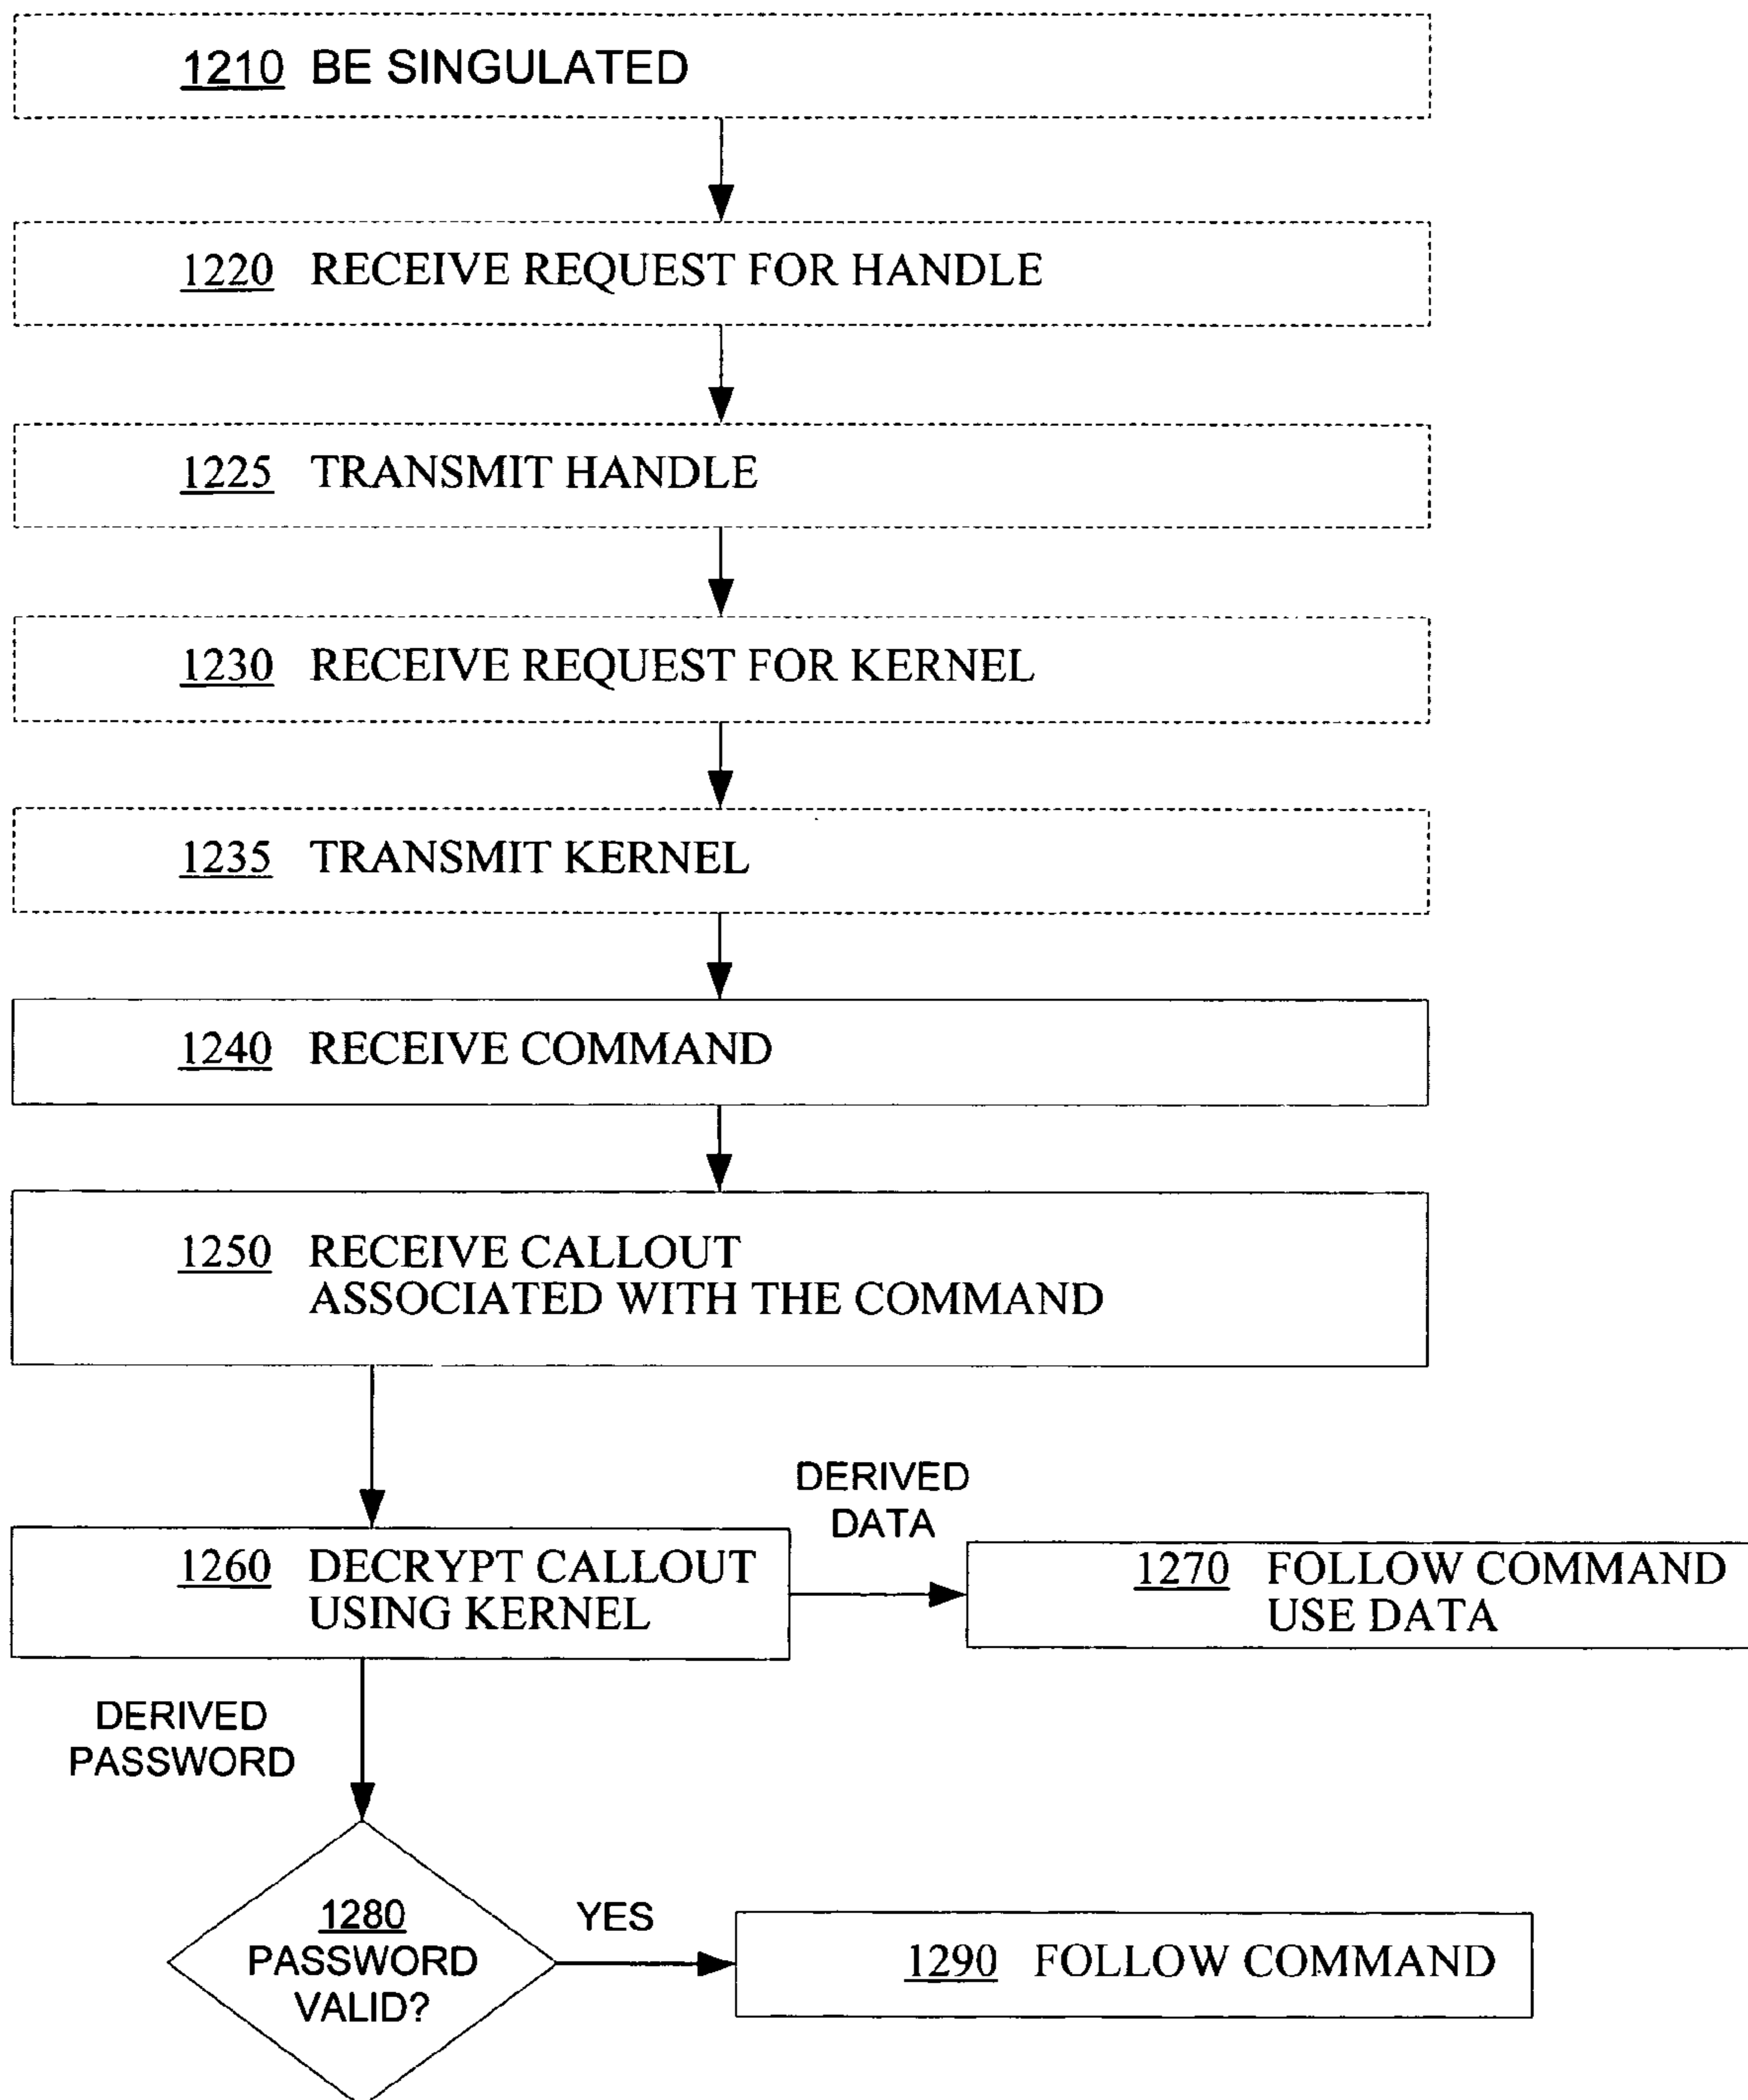 1210 BE SINGULATED
1220 RECEIVE REQUEST FOR HANDLE
1225 TRANSMIT HANDLE
1230 RECEIVE REQUEST FOR KERNEL
1235 TRANSMIT KERNEL
1240 RECEIVE COMMAND
1250 RECEIVE CALLOUT
ASSOCIATED WITH THE COMMAND
1260 DECRYPT CALLOUT
USING KERNEL
DERIVED
DATA
1270 FOLLOW COMMAND
USE DATA
DERIVED
PASSWORD
1280
PASSWORD
VALID?
YES
1290 FOLLOW COMMAND